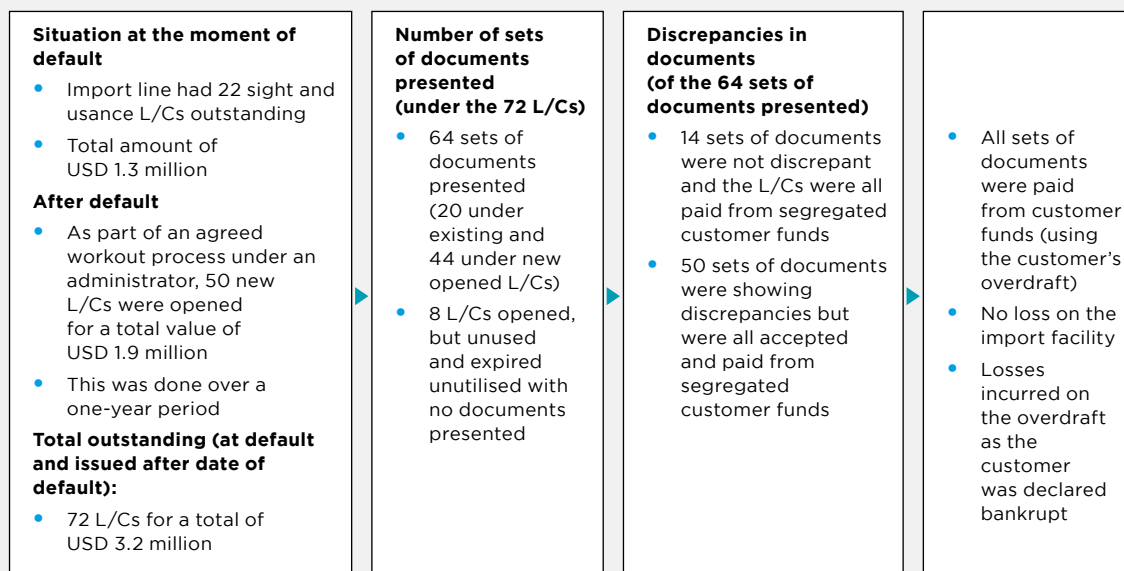 Situation at the moment of
default
• Import line had 22 sight and
usance L/Cs outstanding
• Total amount of
USD 1.3 million
After default
• As part of an agreed
workout process under an
administrator, 50 new
L/Cs were opened
for a total value of
USD 1.9 million
• This was done over a
one-year period
Total outstanding (at default
and issued after date of
default):
• 72 L/Cs for a total of
USD 3.2 million
Number of sets
of documents
presented
(under the 72 L/Cs)
• 64 sets of
documents
presented
(20 under
existing and
44 under new
opened L/Cs)
• 8 L/Cs opened,
but unused
and expired
unutilised with
no documents
presented
Discrepancies in
documents
(of the 64 sets of
documents presented)
• 14 sets of documents
were not discrepant
and the L/Cs were all
paid from segregated
customer funds
• 50 sets of documents
were showing
discrepancies but
were all accepted
and paid from
segregated
customer funds
• All sets of
documents
were paid
from customer
funds (using
the customer’s
overdraft)
• No loss on the
import facility
• Losses
incurred on
the overdraft
as the
customer
was declared
bankrupt